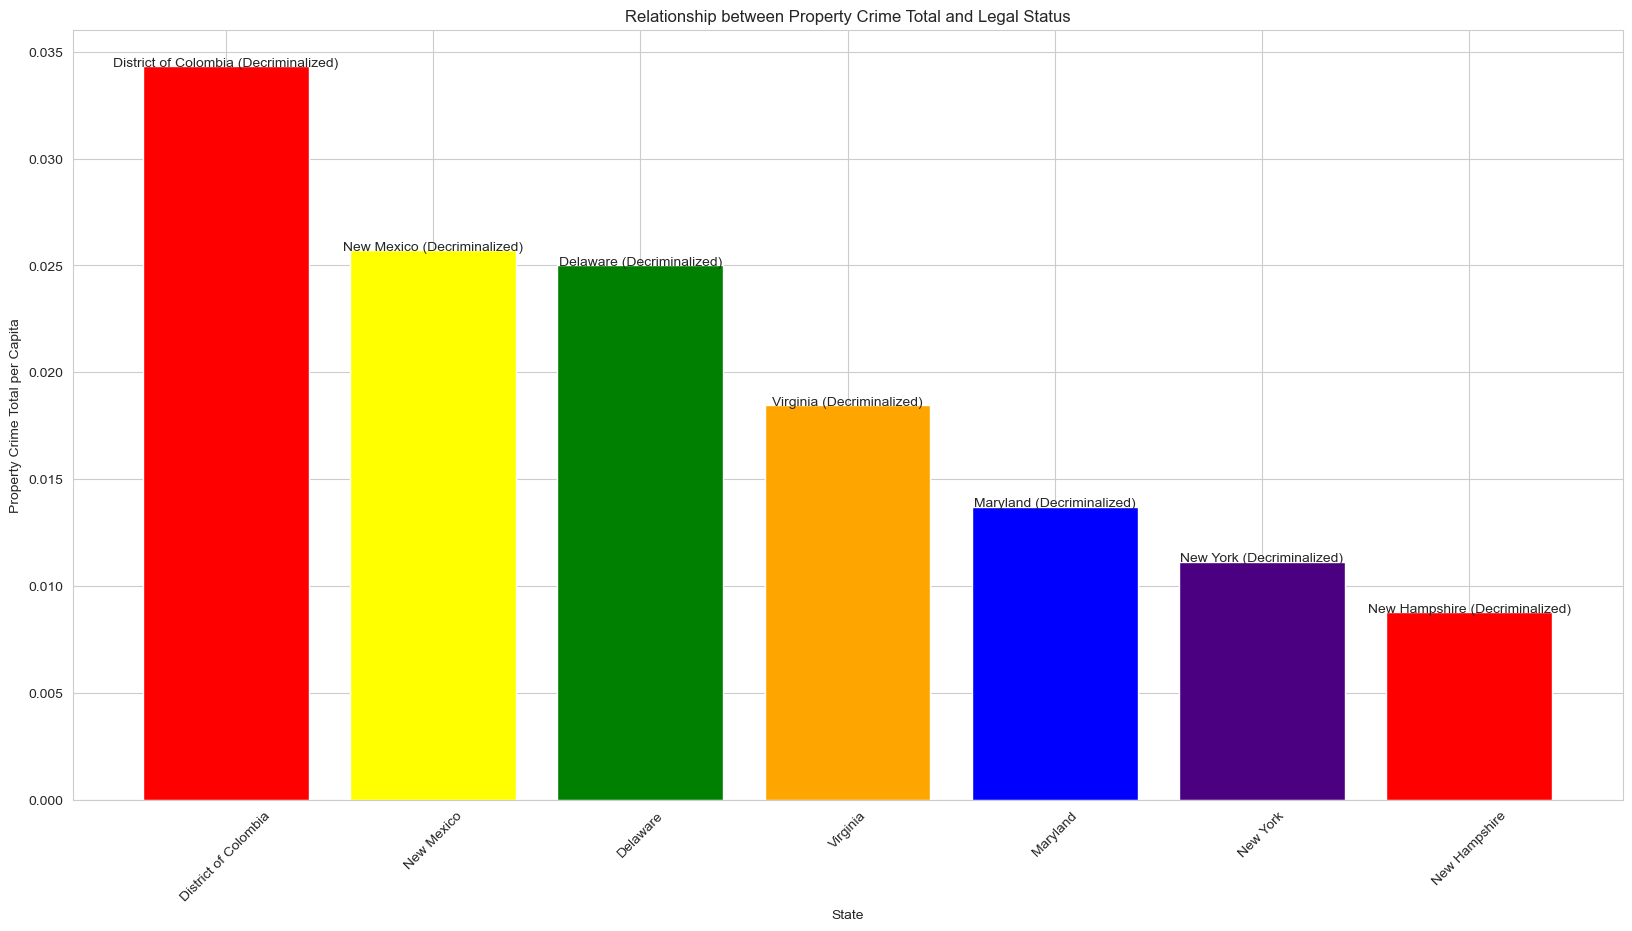 Relationship between Property Crime Total and Legal Status
Property Crime Total per Capita
0.035
0.030
0.025
0.020
0.015
0.010
0.005
0.000
District of Colombia (Decriminalized)
New Mexico (Decriminalized)
Delaware (Decriminalized)
Virginia (Decriminalized)
Maryland (Decriminalized)
New York (Decriminalized)
New Hampshire (Decriminalized)
District of Colombia
New Mexico
Delaware
Virginia
Maryland
New York
New Hampshire
State